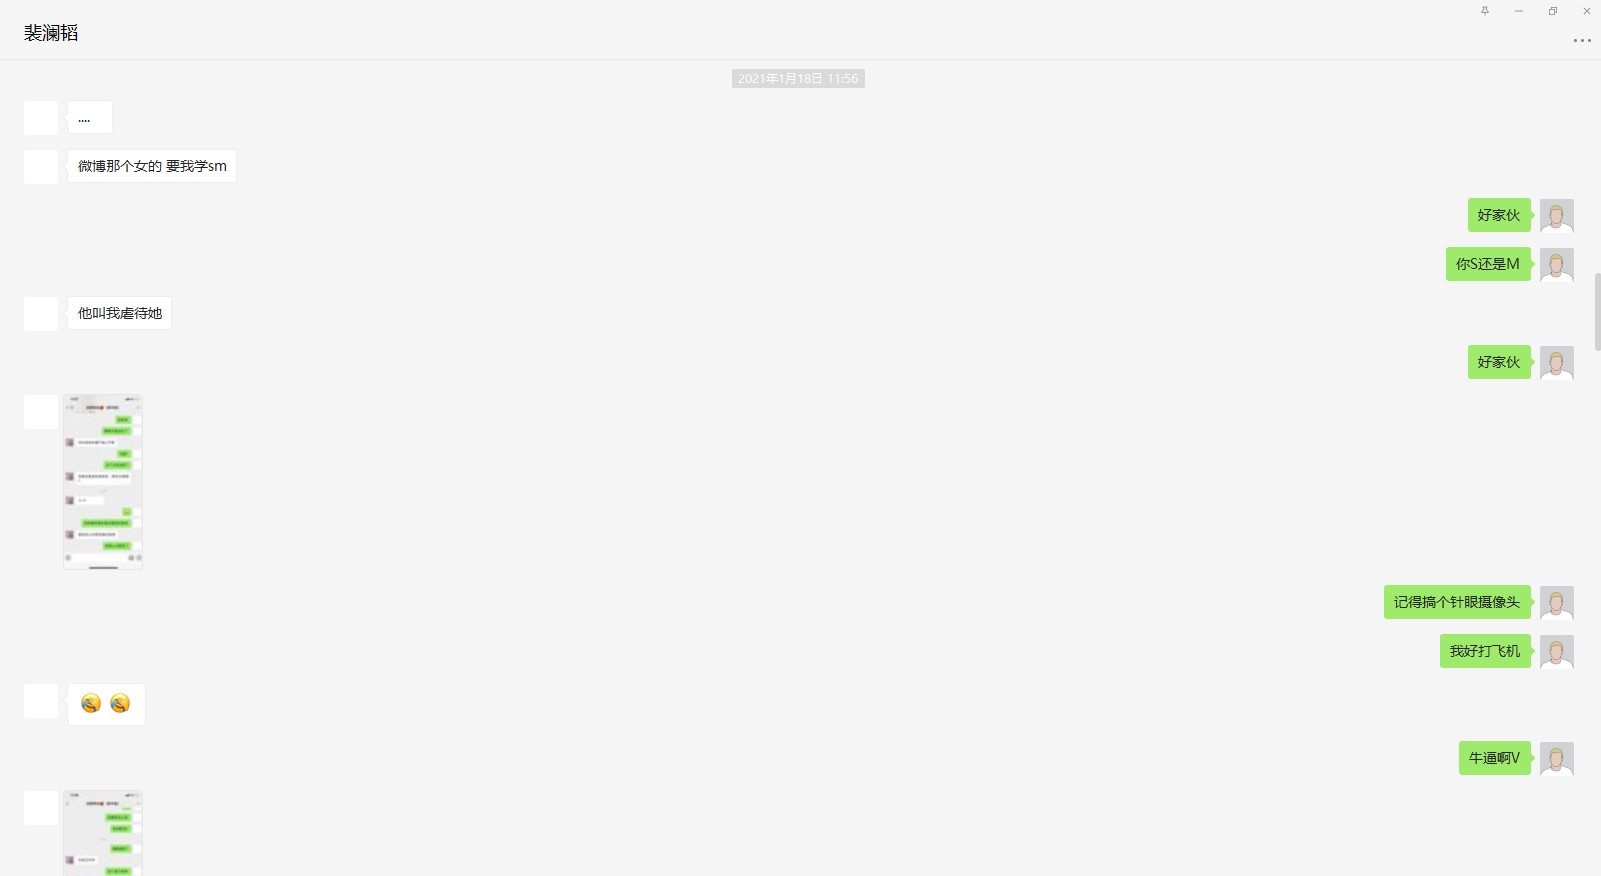 裴澜韬
2021年1月18日 11:56
....
微博那个女的 要我学sm
好家伙
你S还是M
他叫我虐待她
好家伙
记得搞个针眼摄像头
我好打飞机
牛逼啊V